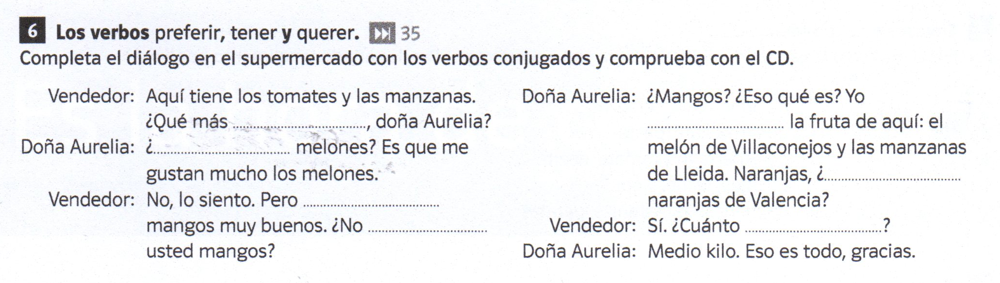 6 Los verbos preferir, tener y querer. 35
Completa el diálogo en el supermercado con los verbos conjugados y comprueba con el CD.
Vendedor: Aquí tiene los tomates y las manzanas.
¿Qué más ............................, doña Aurelia?
Doña Aurelia: ¿............................ melones? Es que me
gustan mucho los melones.
Vendedor: No, lo siento. Pero ............................
mangos muy buenos. ¿No ............................
usted mangos?
Doña Aurelia: ¿Mangos? ¿Eso qué es? Yo
............................ la fruta de aquí: el
melón de Villaconejos y las manzanas
de Lleida. Naranjas, ¿............................
naranjas de Valencia?
Vendedor: Sí. ¿Cuánto ............................?
Doña Aurelia: Medio kilo. Eso es todo, gracias.